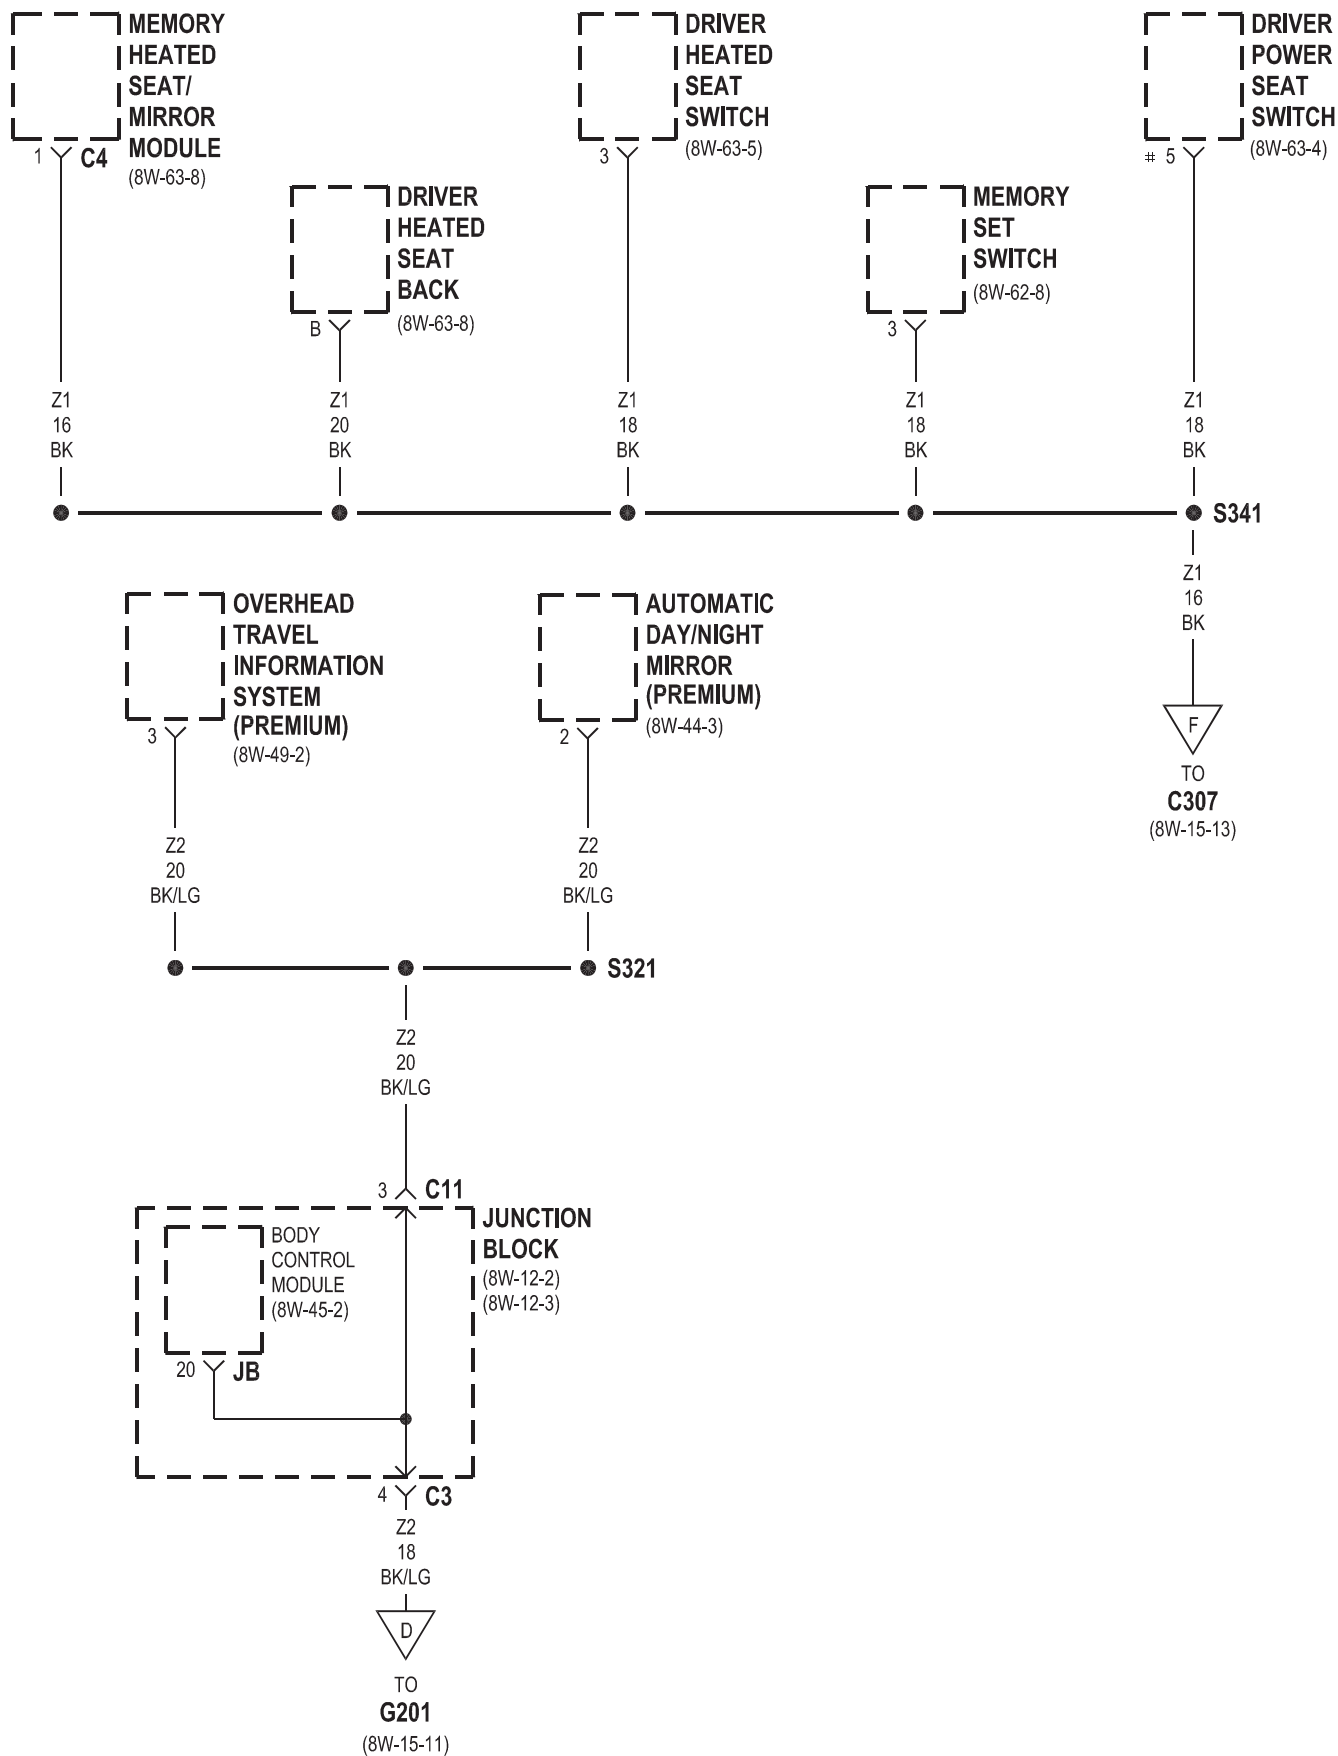 MEMORY
HEATED
SEAT/
MIRROR
MODULE
(8W-63-8)
1
C4
DRIVER
HEATED
SEAT
BACK
(8W-63-8)
B
DRIVER
HEATED
SEAT
SWITCH
(8W-63-5)
3
MEMORY
SET
SWITCH
(8W-62-8)
3
DRIVER
POWER
SEAT
SWITCH
(8W-63-4)
# 5
Z1
16
BK
Z1
20
BK
Z1
18
BK
Z1
18
BK
Z1
18
BK
S341
Z1
16
BK
F
TO
C307
(8W-15-13)
OVERHEAD
TRAVEL
INFORMATION
SYSTEM
(PREMIUM)
(8W-49-2)
3
AUTOMATIC
DAY/NIGHT
MIRROR
(PREMIUM)
(8W-44-3)
2
Z2
20
BK/LG
Z2
20
BK/LG
S321
Z2
20
BK/LG
3
C11
JUNCTION
BLOCK
(8W-12-2)
(8W-12-3)
BODY
CONTROL
MODULE
(8W-45-2)
20
JB
4
C3
Z2
18
BK/LG
D
TO
G201
(8W-15-11)